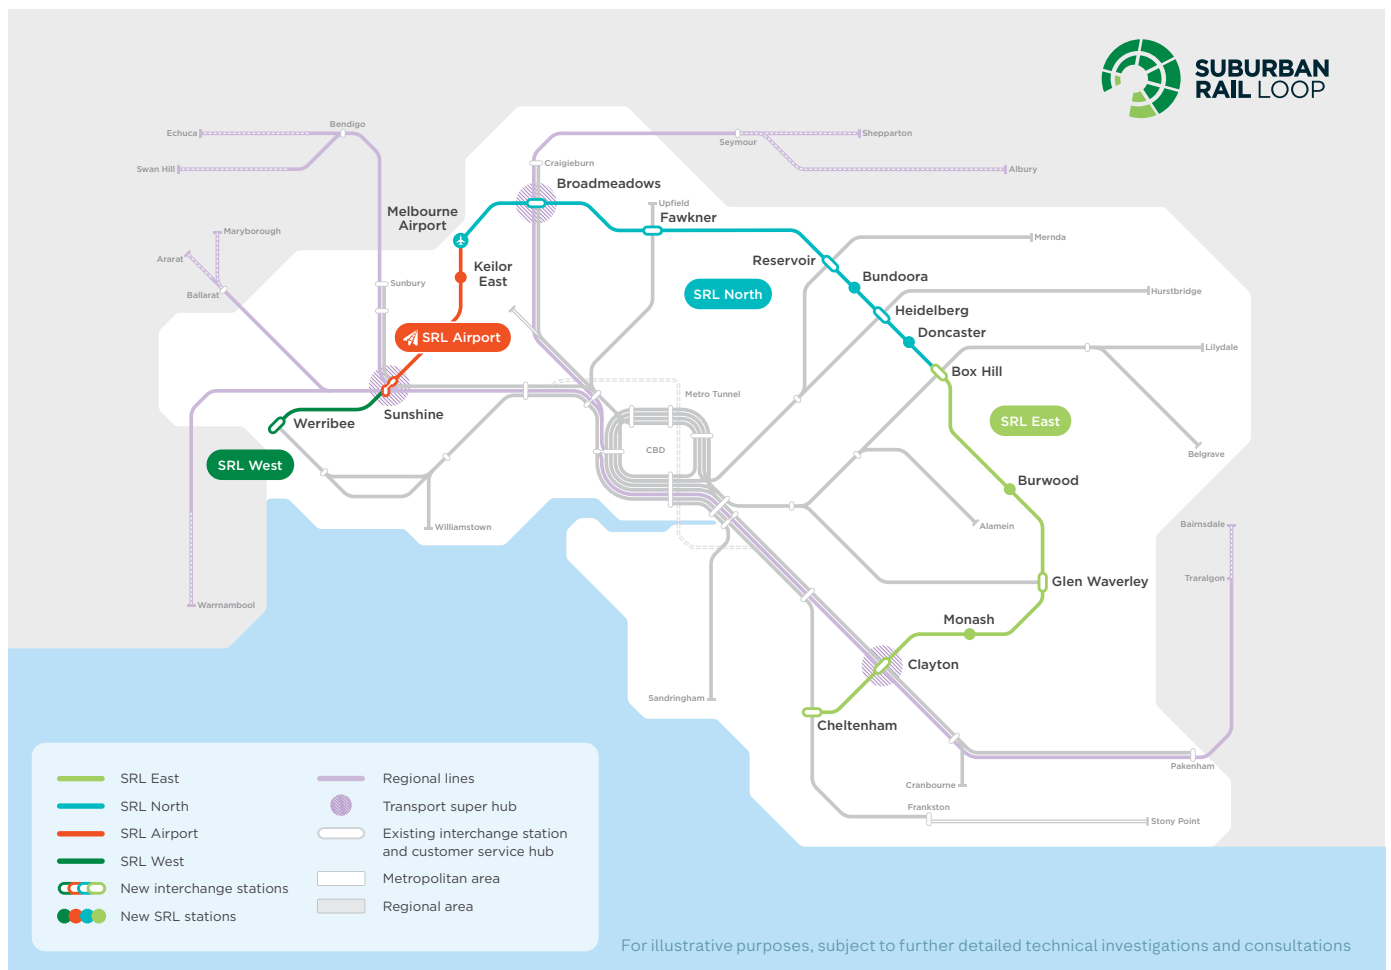 SUBURBAN
RAIL LOOP
Echuca
Bendigo
Swan Hill
Seymour
Shepparton
Albury
Craigieburn
Broadmeadows
Melbourne
Airport
Upfield
Fawkner
Maryborough
Ararat
Ballarat
Sunbury
Keilor
East
Mernda
Reservoir
Bundoora
SRL North
Hurstbridge
Heidelberg
Doncaster
SRL Airport
Lilydale
Box Hill
Metro Tunnel
Sunshine
Werribee
SRL East
CBD
Belgrave
SRL West
Burwood
Williamstown
Alamein
Bairnsdale
Traralgon
Glen Waverley
Warrnambool
Monash
Clayton
Sandringham
Cheltenham
Pakenham
Cranbourne
Frankston
Stony Point
SRL East
SRL North
SRL Airport
SRL West
New interchange stations
New SRL stations
Regional lines
Transport super hub
Existing interchange station
and customer service hub
Metropolitan area
Regional area
For illustrative purposes, subject to further detailed technical investigations and consultations